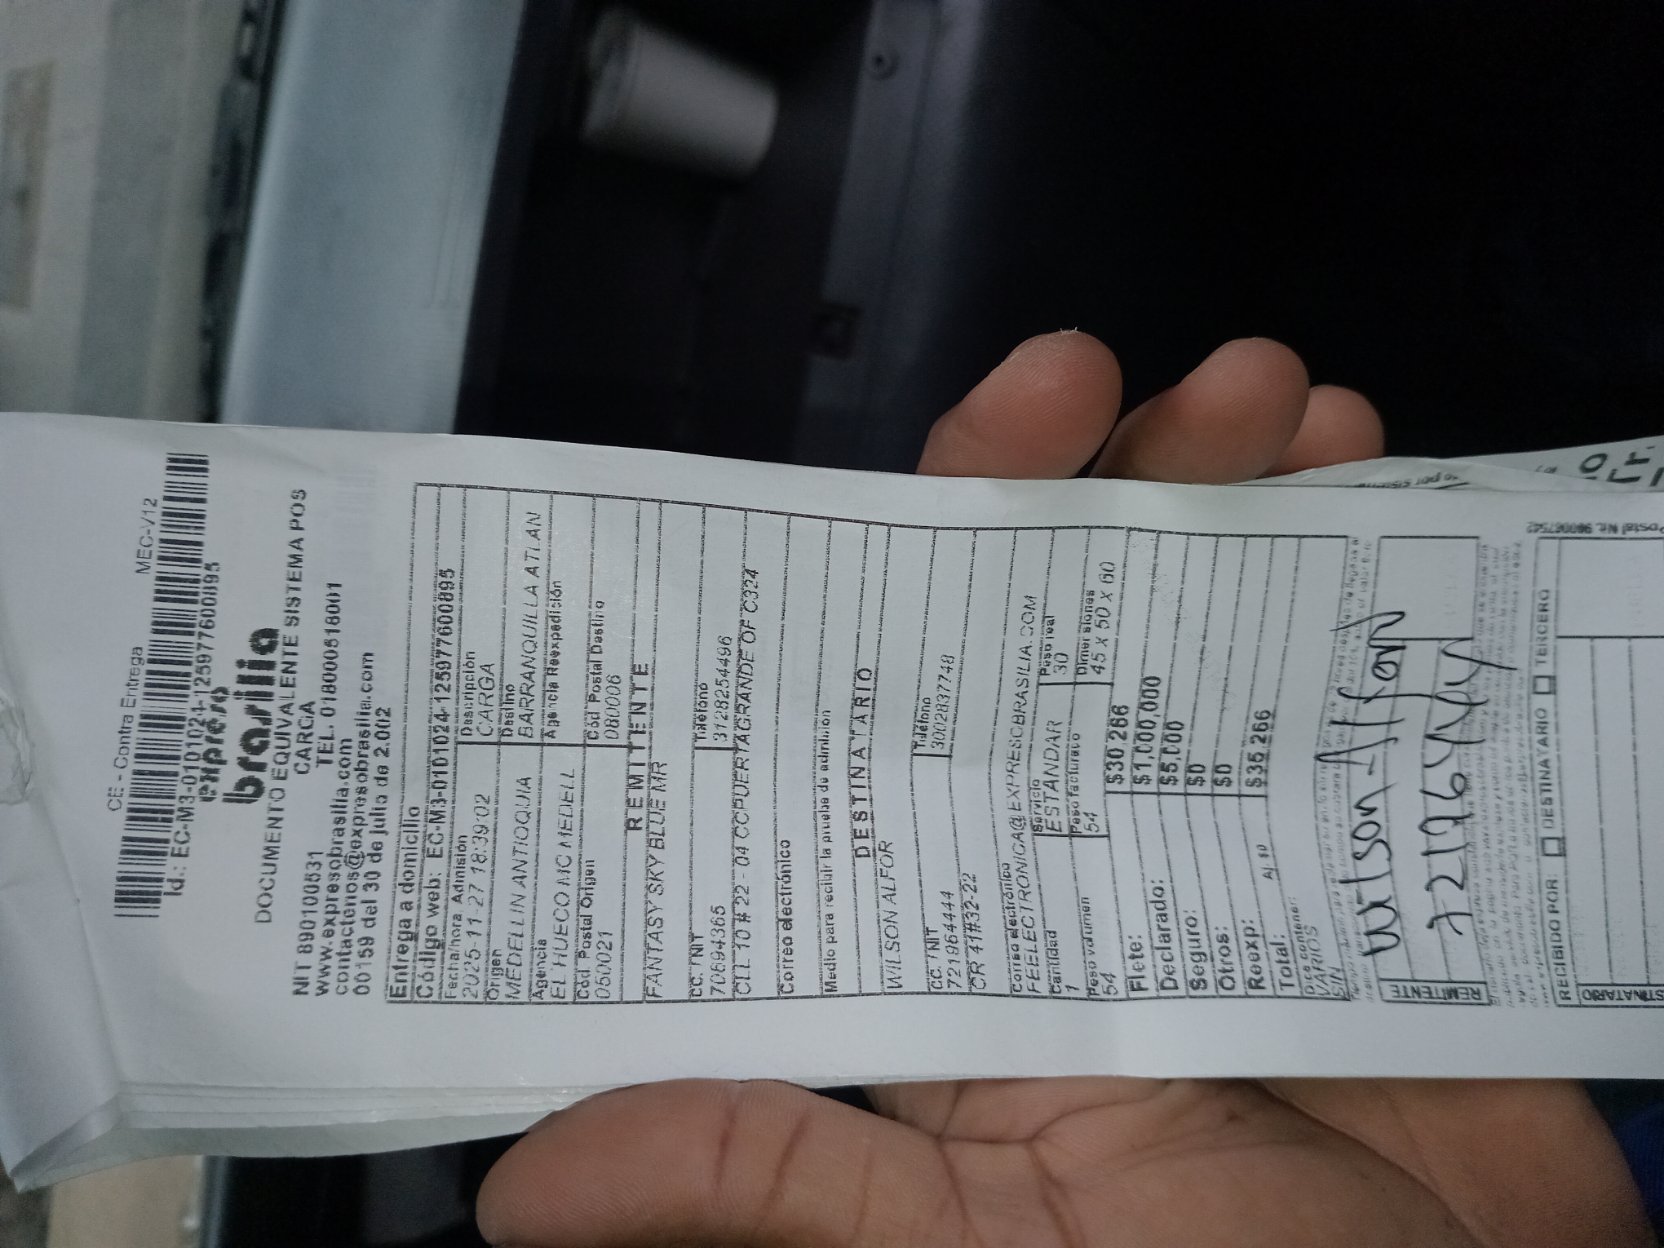 CE - Contra Entrega MEC-V12
Id.: EC-M3-0101024-125977600895
expreso
brasilia
DOCUMENTO EQUIVALENTE SISTEMA POS
CARGA
NIT 890100531 TEL. 018000518001
www.expresobrasilia.com
contactenos@expresobrasilia.com
00159 del 30 de julio de 2.002
Entrega a domicilio
Código web: EC-M3-0101024-125977600895
Fecha/hora Admisión Descripción
2025-11-27 18:39:02 CARGA
Origen Destino
MEDELLIN ANTIOQUIA BARRANQUILLA ATLAN
Agencia Agencia Reexpedición
EL HUECO MC MEDELL
Cód. Postal Origen Cód. Postal Destino
050021 080006
REMITENTE
FANTASY SKY BLUE MR
CC. / NIT Teléfono
70694365 3128254496
CLL 10 # 22 - 04 CC PUERTA GRANDE OF C324
Correo electrónico
Medio para recibir la prueba de admisión
DESTINATARIO
WILSON ALFOR
CC. / NIT Teléfono
721964444 3002837748
CR 41#32-22
Correo electrónico
FEELECTRONICA@EXPRESOBRASILIA.COM
Cantidad Servicio Peso real
1 ESTANDAR 30
Peso volumen Peso facturado Dimensiones
54 54 45 x 50 x 60
Flete: $30,266
Declarado: $1,000,000
Seguro: $5,000
Otros: $0
Reexp: $0
Total: $35,266
Dice contener:
VARIOS
SIN
REMITENTE
Wilson Alford
RECIBIDO POR: DESTINATARIO TERCERO